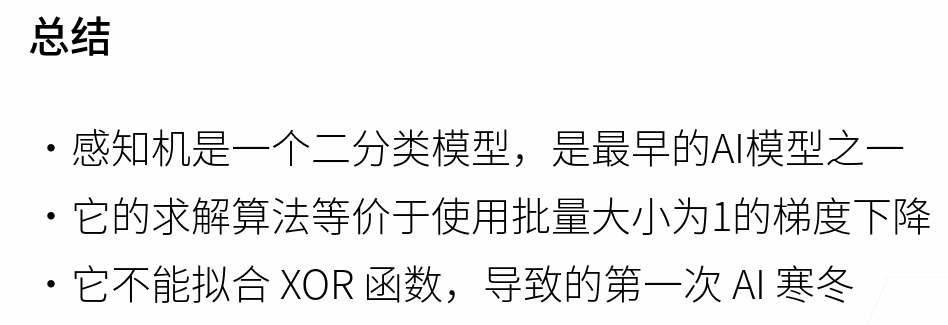 总结
• 感知机是一个二分类模型，是最早的AI模型之一
• 它的求解算法等价于使用批量大小为1的梯度下降
• 它不能拟合 XOR 函数，导致的第一次 AI 寒冬